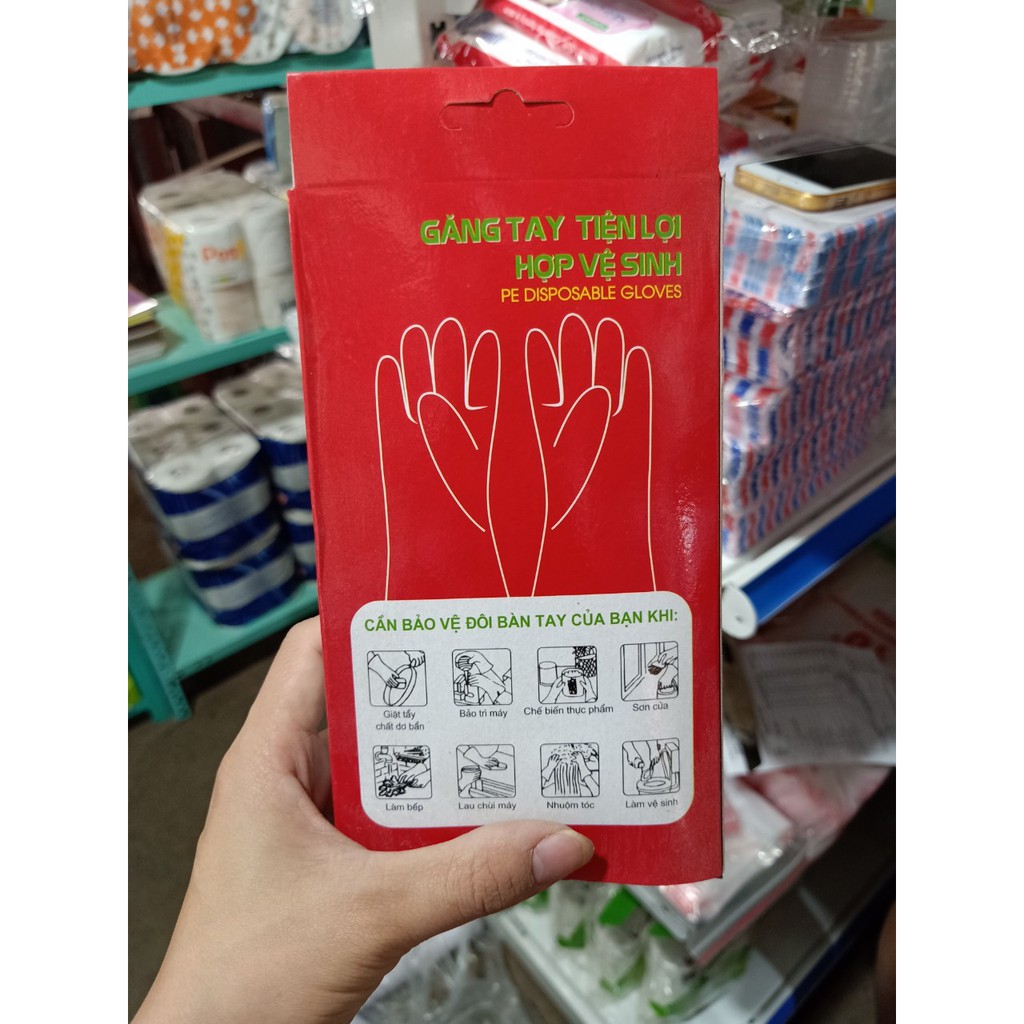 GĂNG TAY TIỆN LỢI
HỢP VỆ SINH
PE DISPOSABLE GLOVES
CẦN BẢO VỆ ĐÔI BÀN TAY CỦA BẠN KHI:
Giặt tẩy
chất dơ bẩn
Bảo trì máy
Chế biến thực phẩm
Sơn cửa
Làm bếp
Lau chùi máy
Nhuộm tóc
Làm vệ sinh